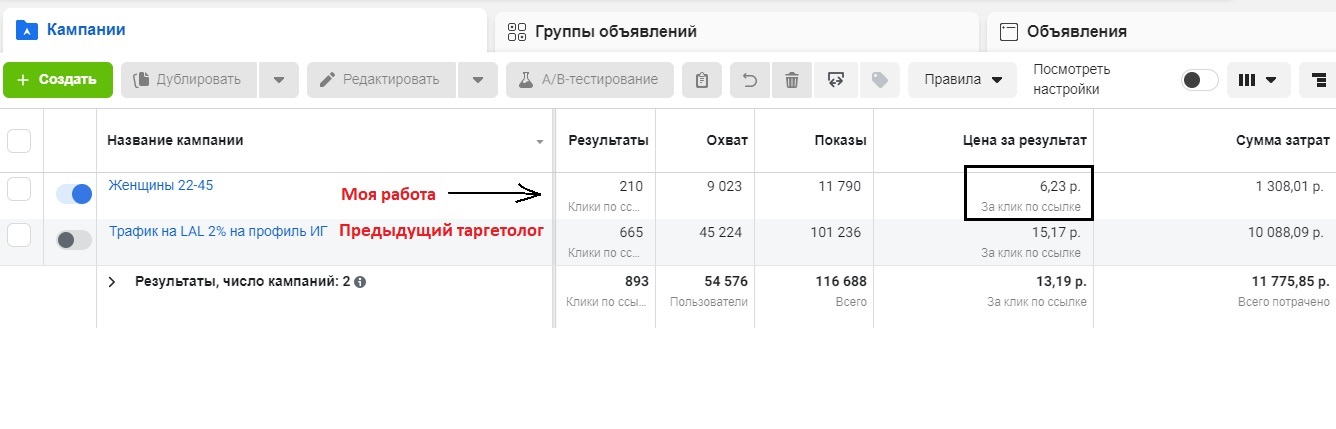 Кампании
Группы объявлений
Объявления
+ Создать
Дублировать
Редактировать
A/B-тестирование
Правила
Посмотреть
настройки
Название кампании
Результаты
Охват
Показы
Цена за результат
Сумма затрат
Женщины 22-45
Моя работа
210
9 023
11 790
6,23 р.
1 308,01 р.
Клики по сс...
За клик по ссылке
Трафик на LAL 2% на профиль ИГ
Предыдущий таргетолог
665
45 224
101 236
15,17 р.
10 088,09 р.
Клики по сс...
За клик по ссылке
Результаты, число кампаний: 2
893
54 576
116 688
13,19 р.
11 775,85 р.
Клики по ссы...
Пользователи
Всего
За клик по ссылке
Всего потрачено